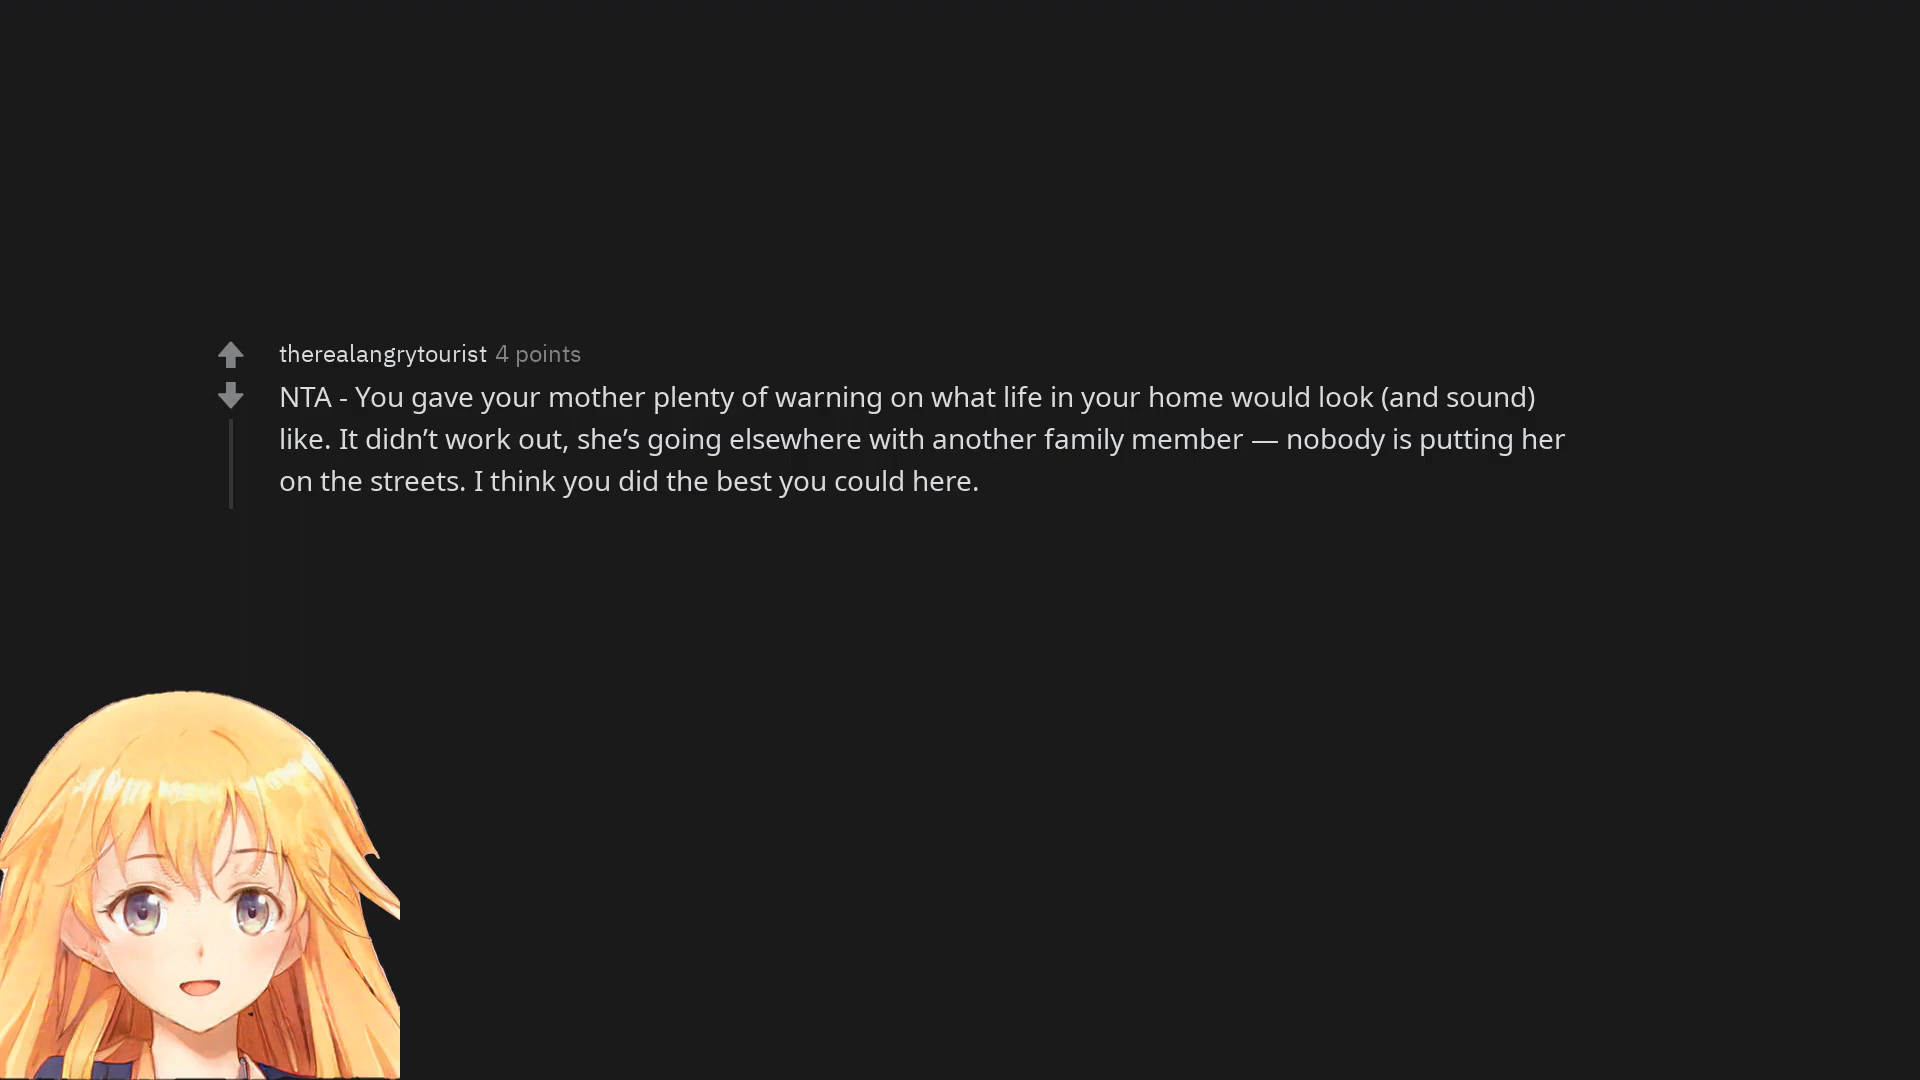 therealangrytourist 4 points
NTA - You gave your mother plenty of warning on what life in your home would look (and sound)
like. It didn’t work out, she’s going elsewhere with another family member — nobody is putting her
on the streets. I think you did the best you could here.